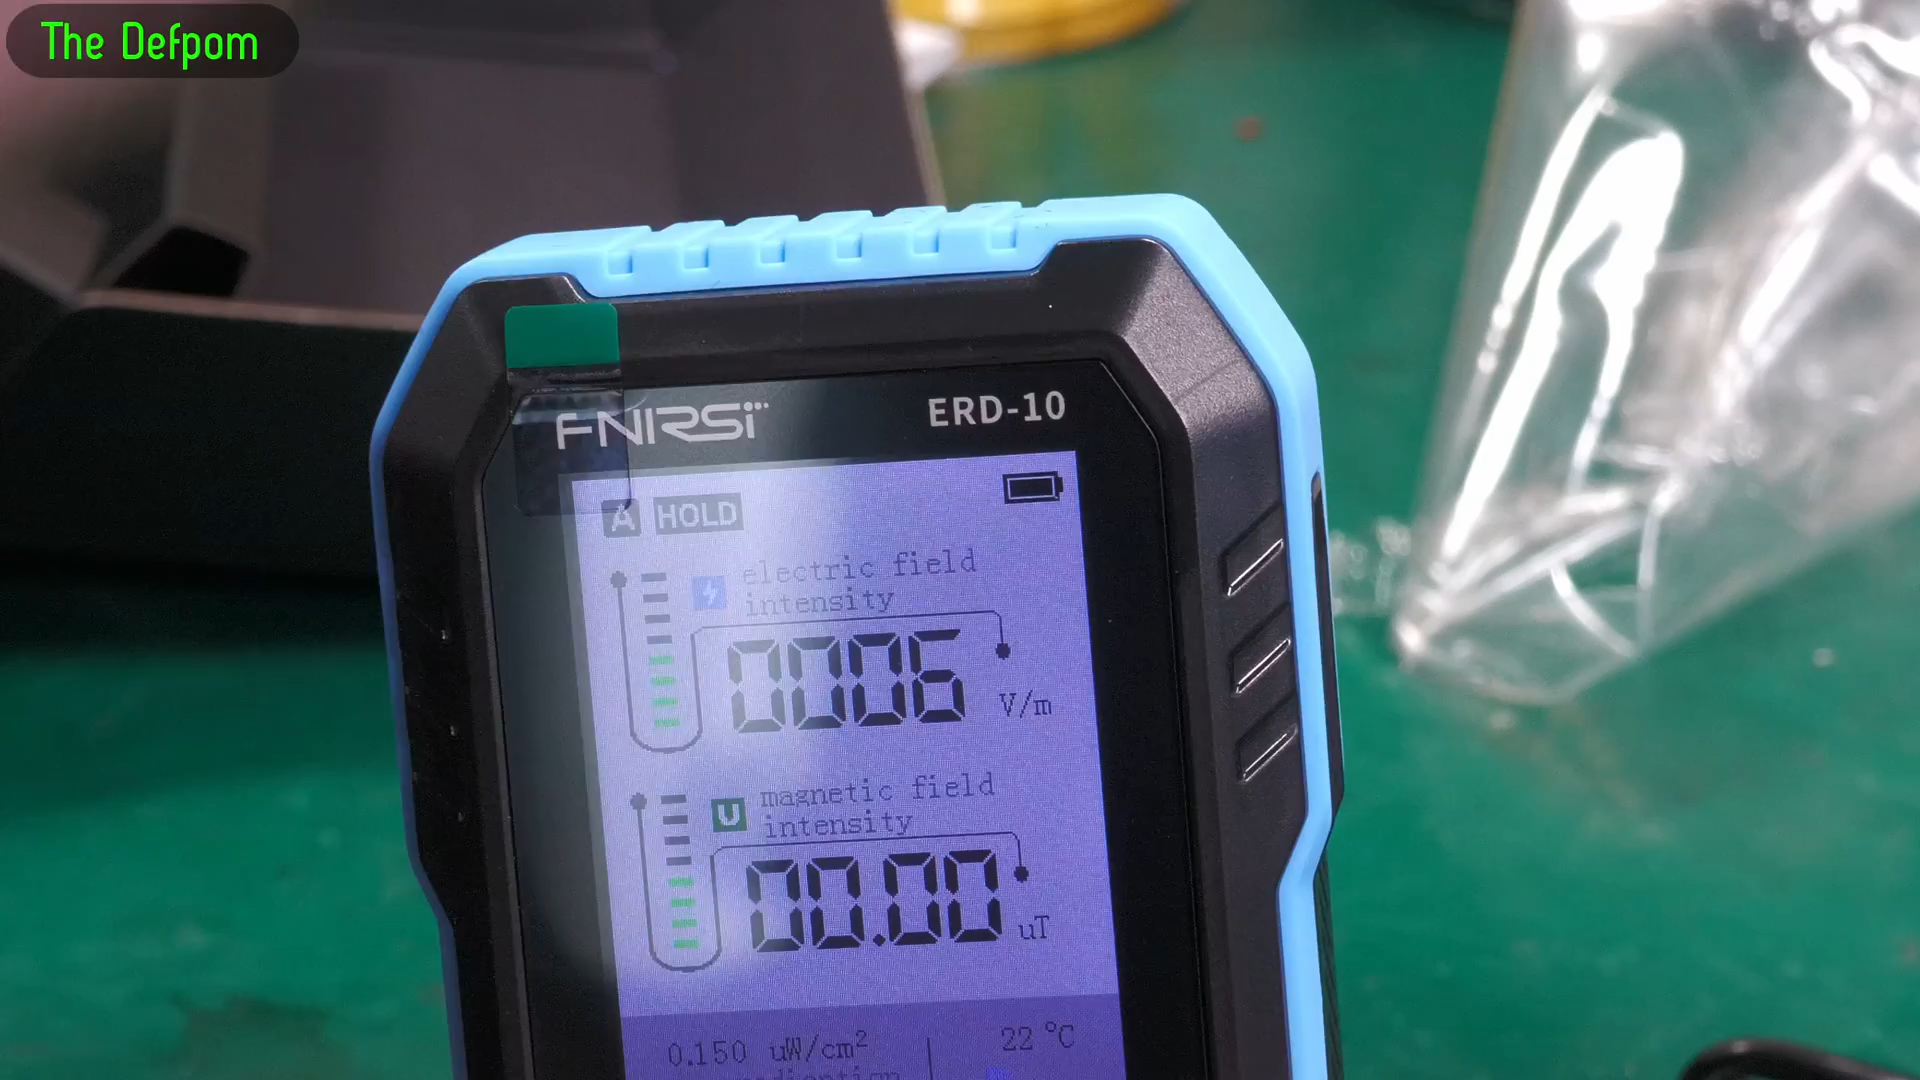 The Defpom
FNIRSI
ERD-10
A HOLD
electric field
intensity
0006
V/m
U magnetic field
intensity
00.00
uT
0.150 uW/cm²
22 °C